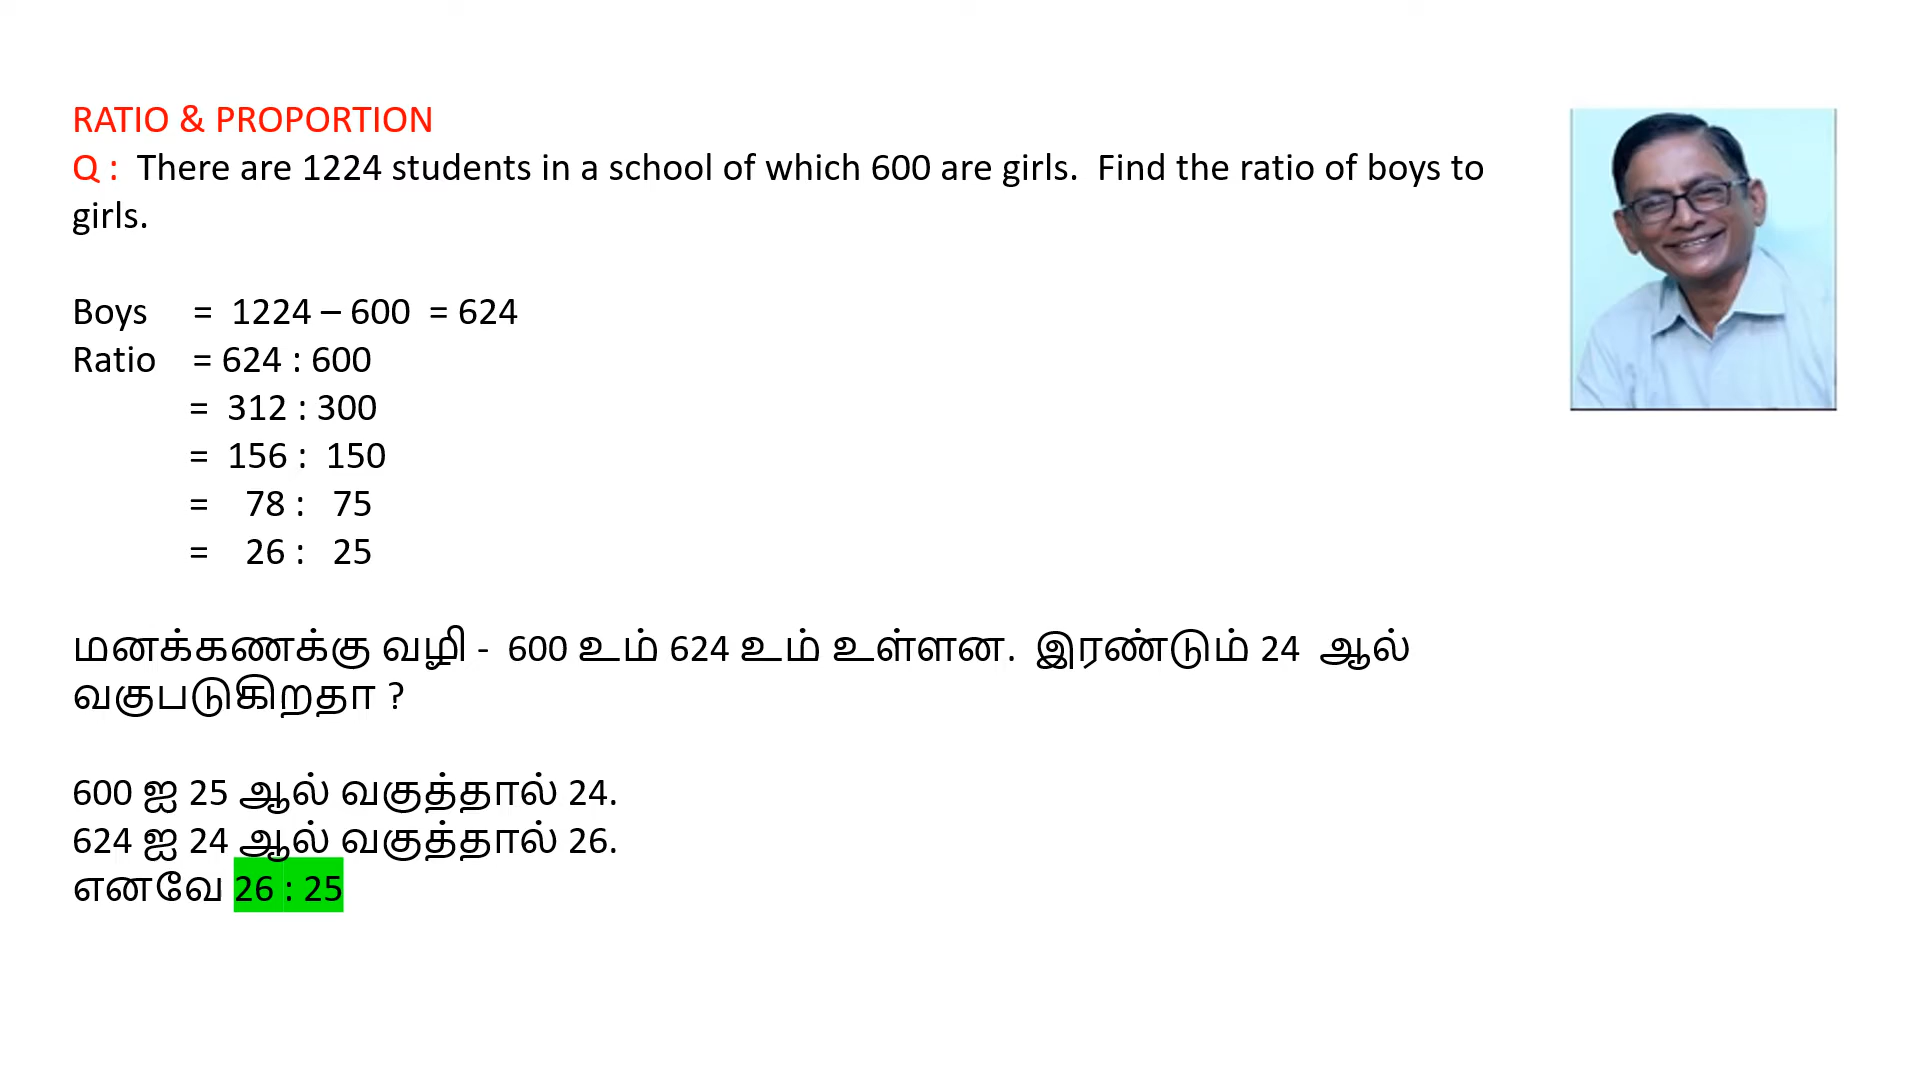 RATIO & PROPORTION
Q :  There are 1224 students in a school of which 600 are girls.  Find the ratio of boys to
girls.
Boys = 1224 – 600 = 624
Ratio = 624 : 600
= 312 : 300
= 156 : 150
= 78 : 75
= 26 : 25
மனக்கணக்கு வழி - 600 உம் 624 உம் உள்ளன. இரண்டும் 24 ஆல்
வகுபடுகிறதா ?
600 ஐ 25 ஆல் வகுத்தால் 24.
624 ஐ 24 ஆல் வகுத்தால் 26.
எனவே 26 : 25